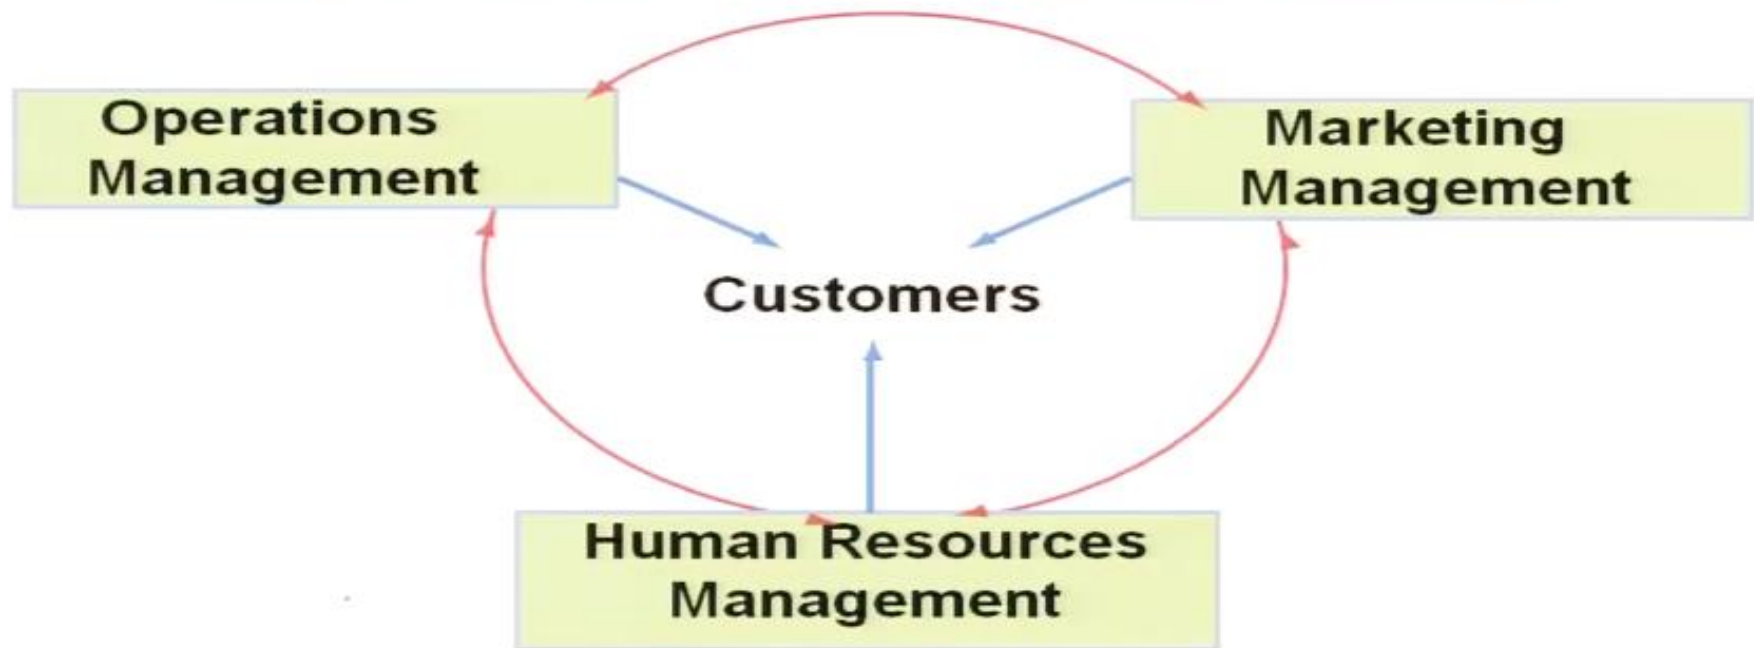 Operations
Management
Marketing
Management
Customers
Human Resources
Management